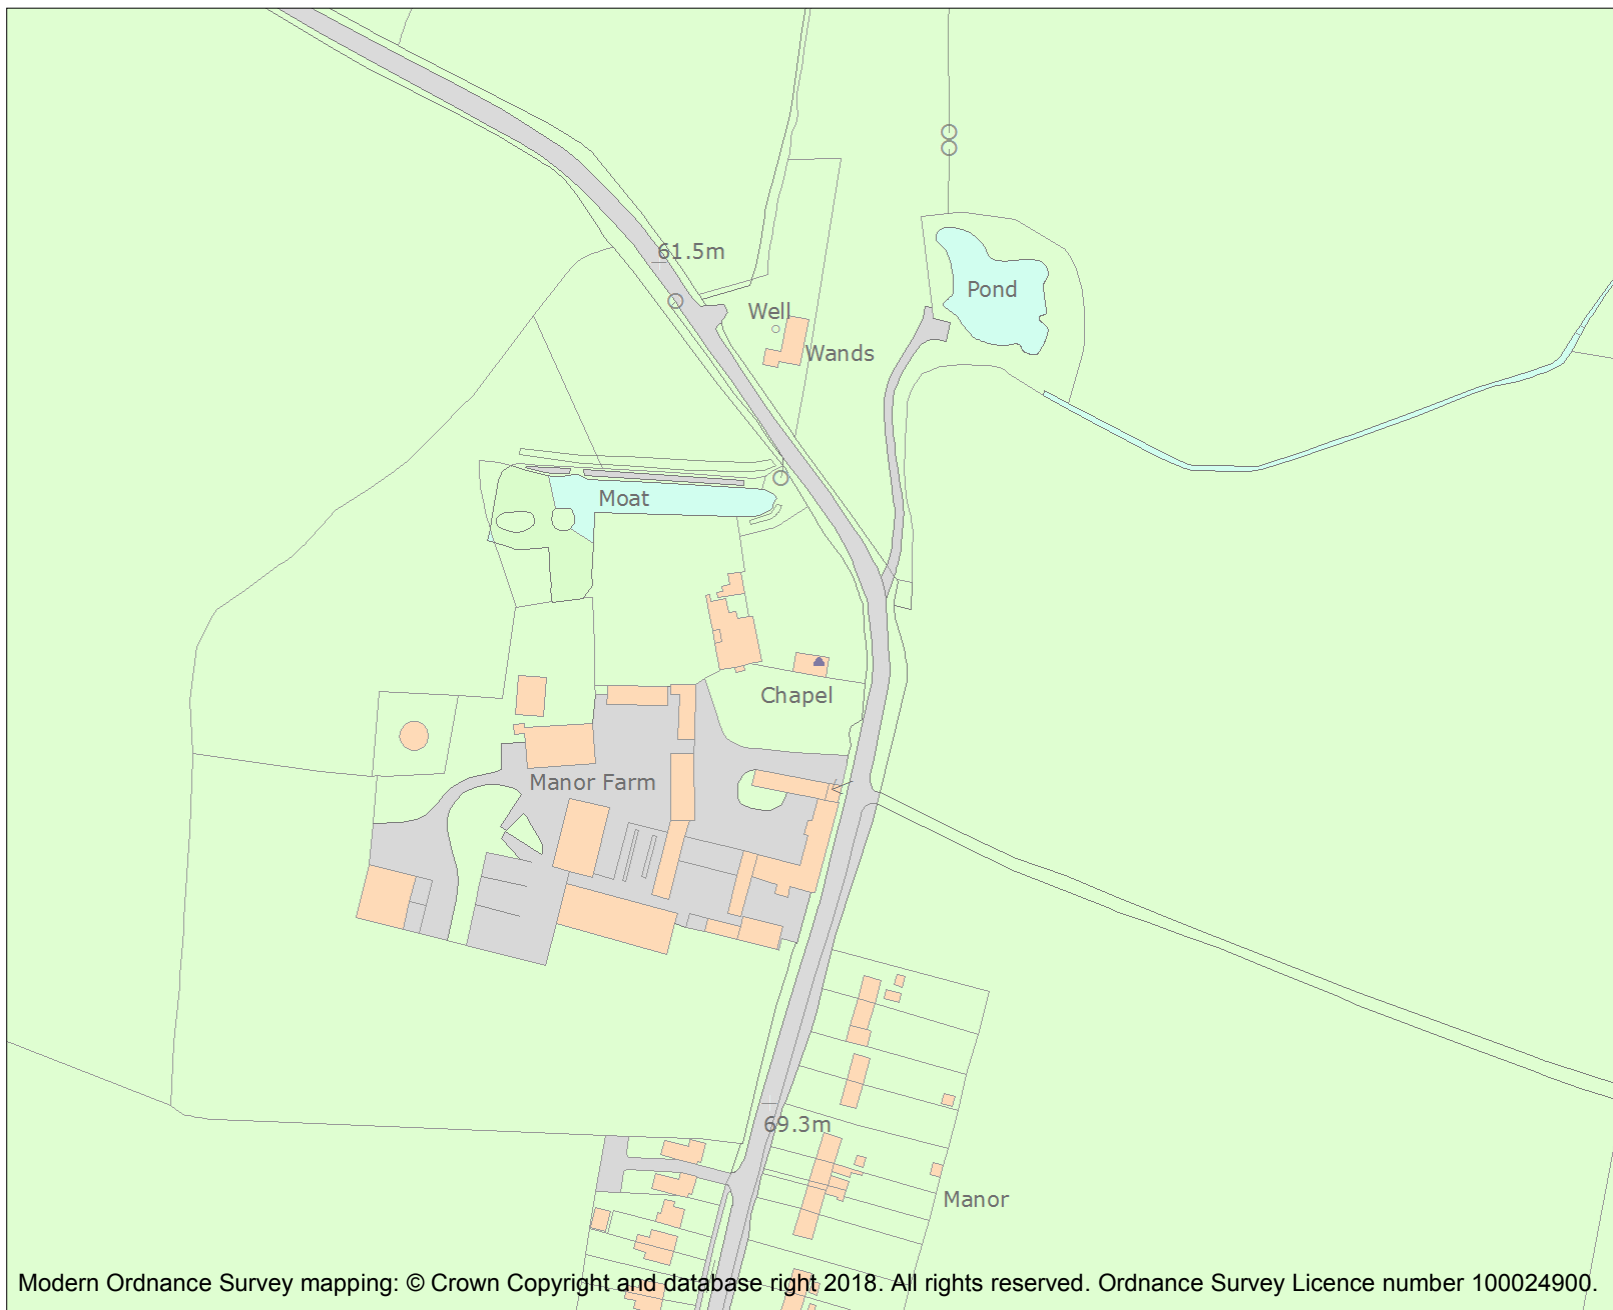 61.5m
Pond
Well
Wands
Moat
Chapel
Manor Farm
69.3m
Manor
Modern Ordnance Survey mapping: © Crown Copyright and database right 2018. All rights reserved. Ordnance Survey Licence number 100024900.